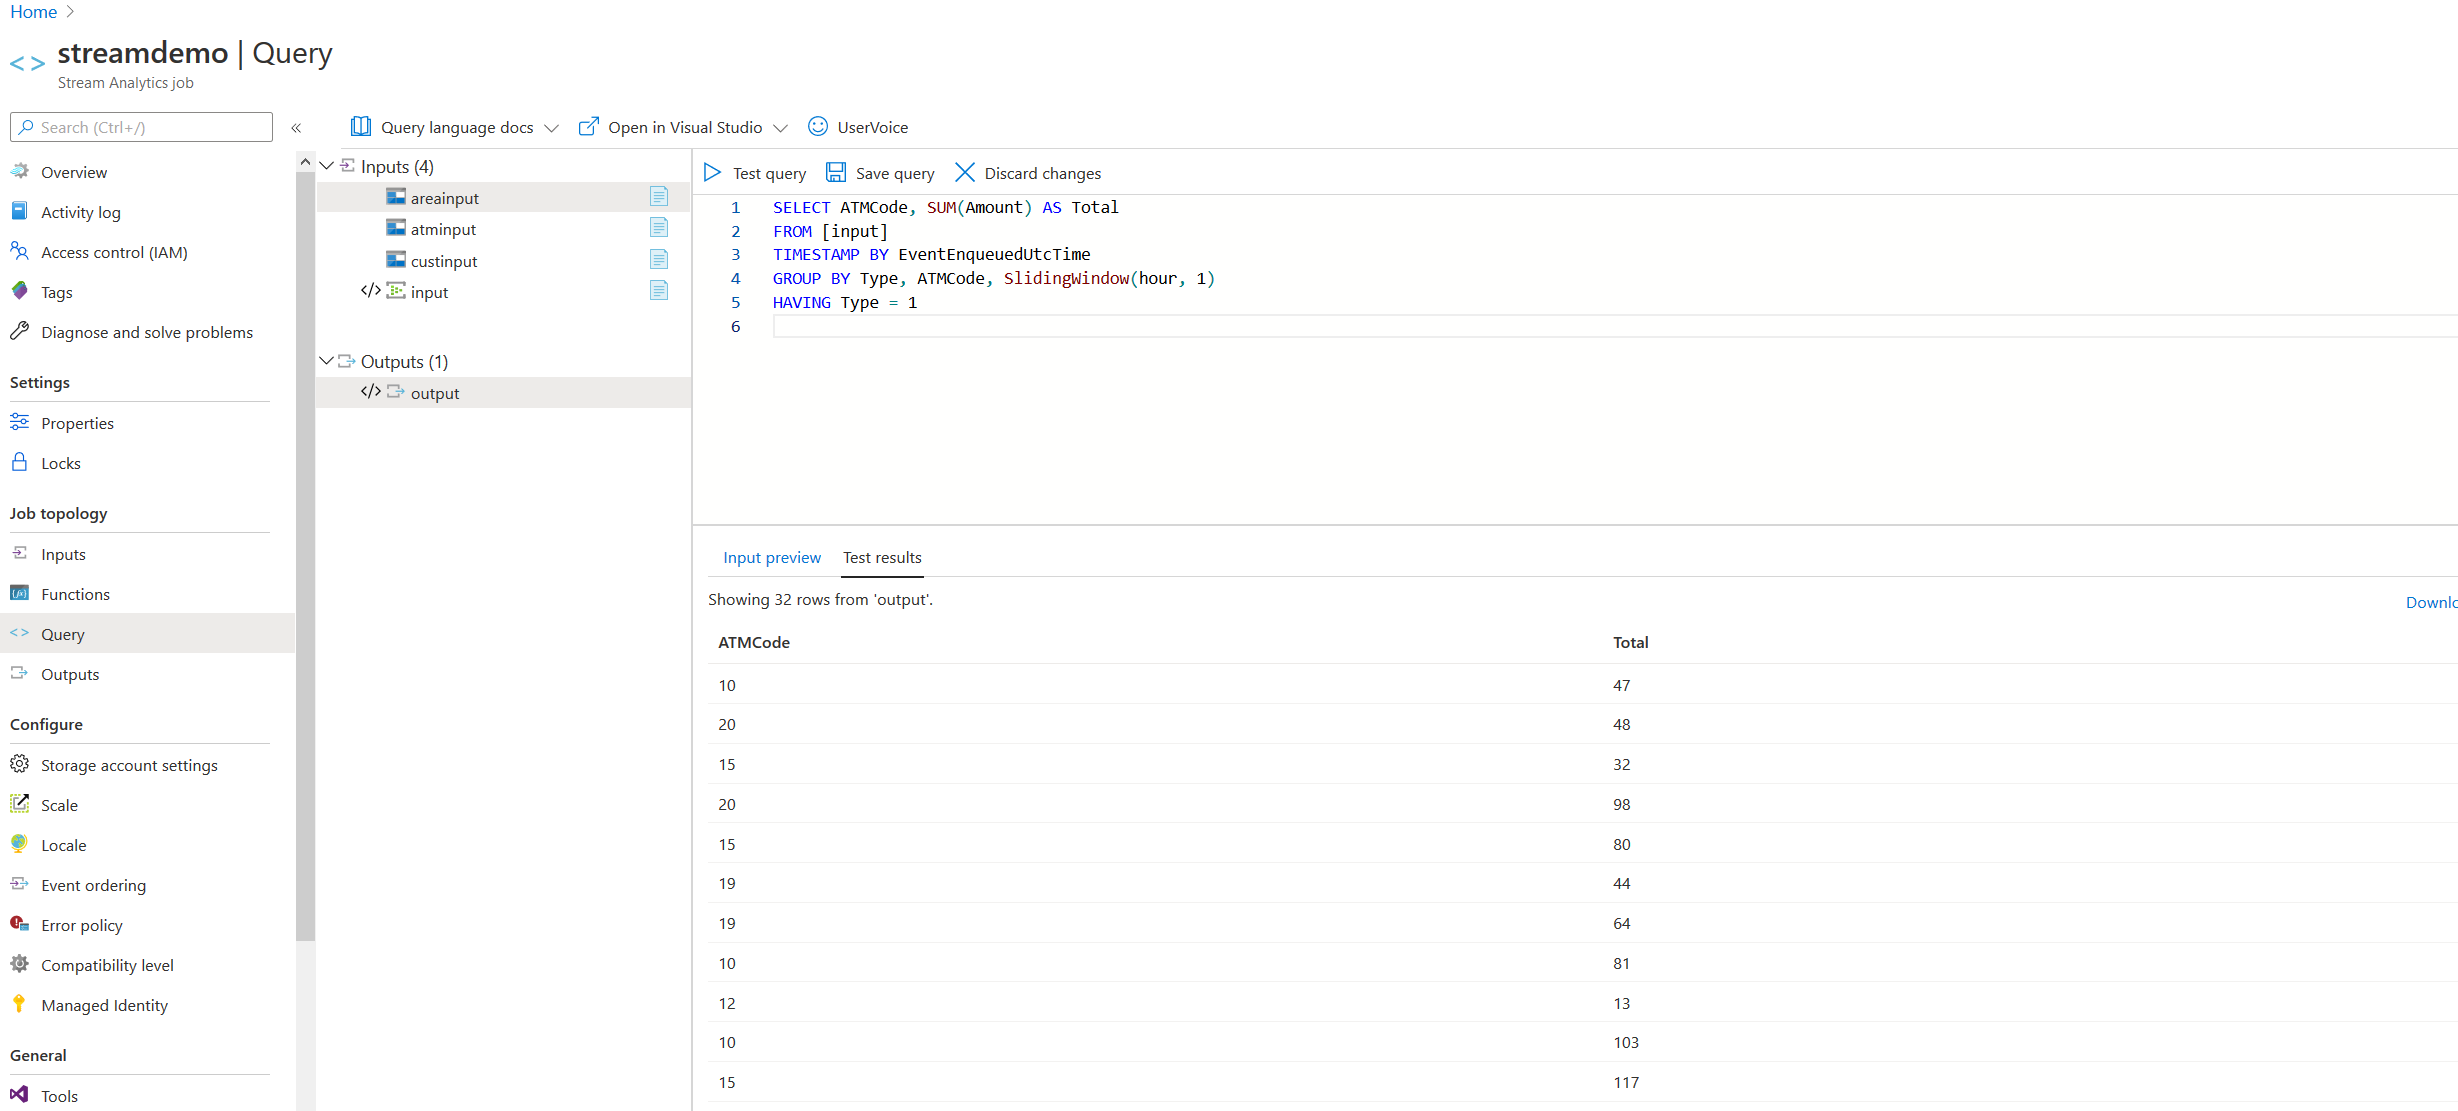 Home
streamdemo | Query
Stream Analytics job
Search (Ctrl+/)
«
Overview
Activity log
Access control (IAM)
Tags
Diagnose and solve problems
Settings
Properties
Locks
Job topology
Inputs
Functions
Query
Outputs
Configure
Storage account settings
Scale
Locale
Event ordering
Error policy
Compatibility level
Managed Identity
General
Tools
Query language docs
Open in Visual Studio
UserVoice
Inputs (4)
areainput
atminput
custinput
input
Outputs (1)
output
Test query
Save query
Discard changes
1 SELECT ATMCode, SUM(Amount) AS Total
2 FROM [input]
3 TIMESTAMP BY EventEnqueuedUtcTime
4 GROUP BY Type, ATMCode, SlidingWindow(hour, 1)
5 HAVING Type = 1
6
Input preview Test results
Showing 32 rows from 'output'.
Downlo
ATMCode Total
10 47
20 48
15 32
20 98
15 80
19 44
19 64
10 81
12 13
10 103
15 117